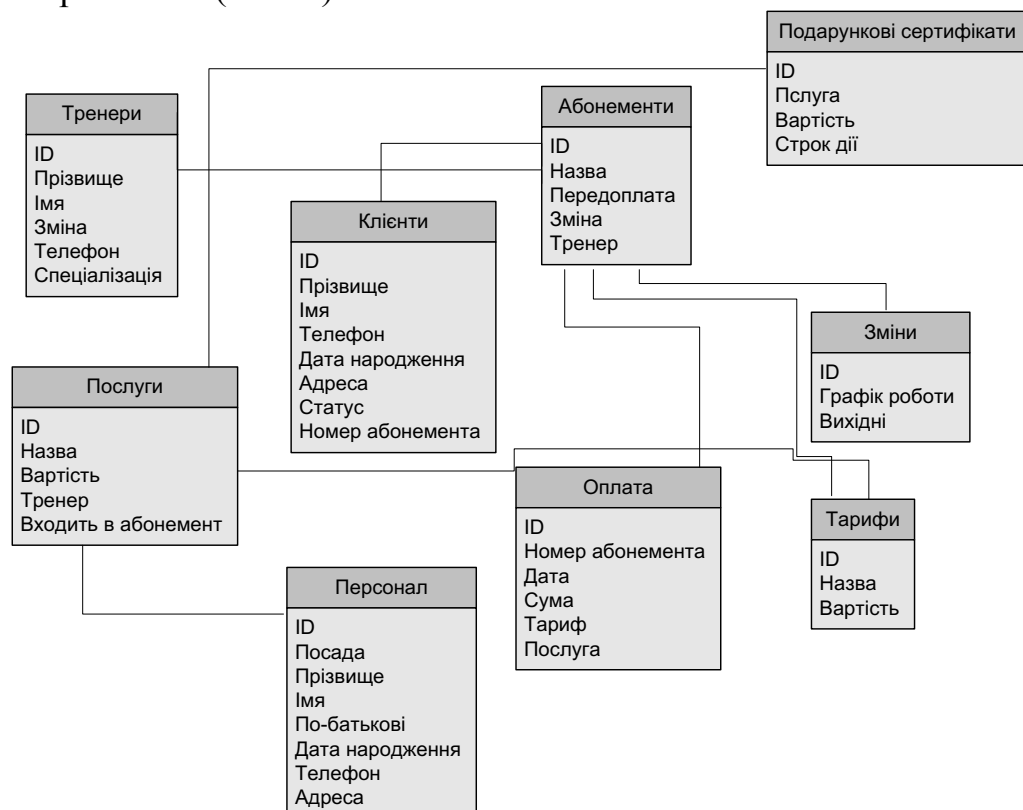 Подарункові сертифікати
ID
Пслуга
Вартість
Строк дії
Тренери
ID
Прізвище
Імя
Зміна
Телефон
Спеціалізація
Абонементи
ID
Назва
Передоплата
Зміна
Тренер
Клієнти
ID
Прізвище
Імя
Телефон
Дата народження
Адреса
Статус
Номер абонемента
Зміни
ID
Графік роботи
Вихідні
Послуги
ID
Назва
Вартість
Тренер
Входить в абонемент
Оплата
ID
Номер абонемента
Дата
Сума
Тариф
Послуга
Тарифи
ID
Назва
Вартість
Персонал
ID
Посада
Прізвище
Імя
По-батькові
Дата народження
Телефон
Адреса